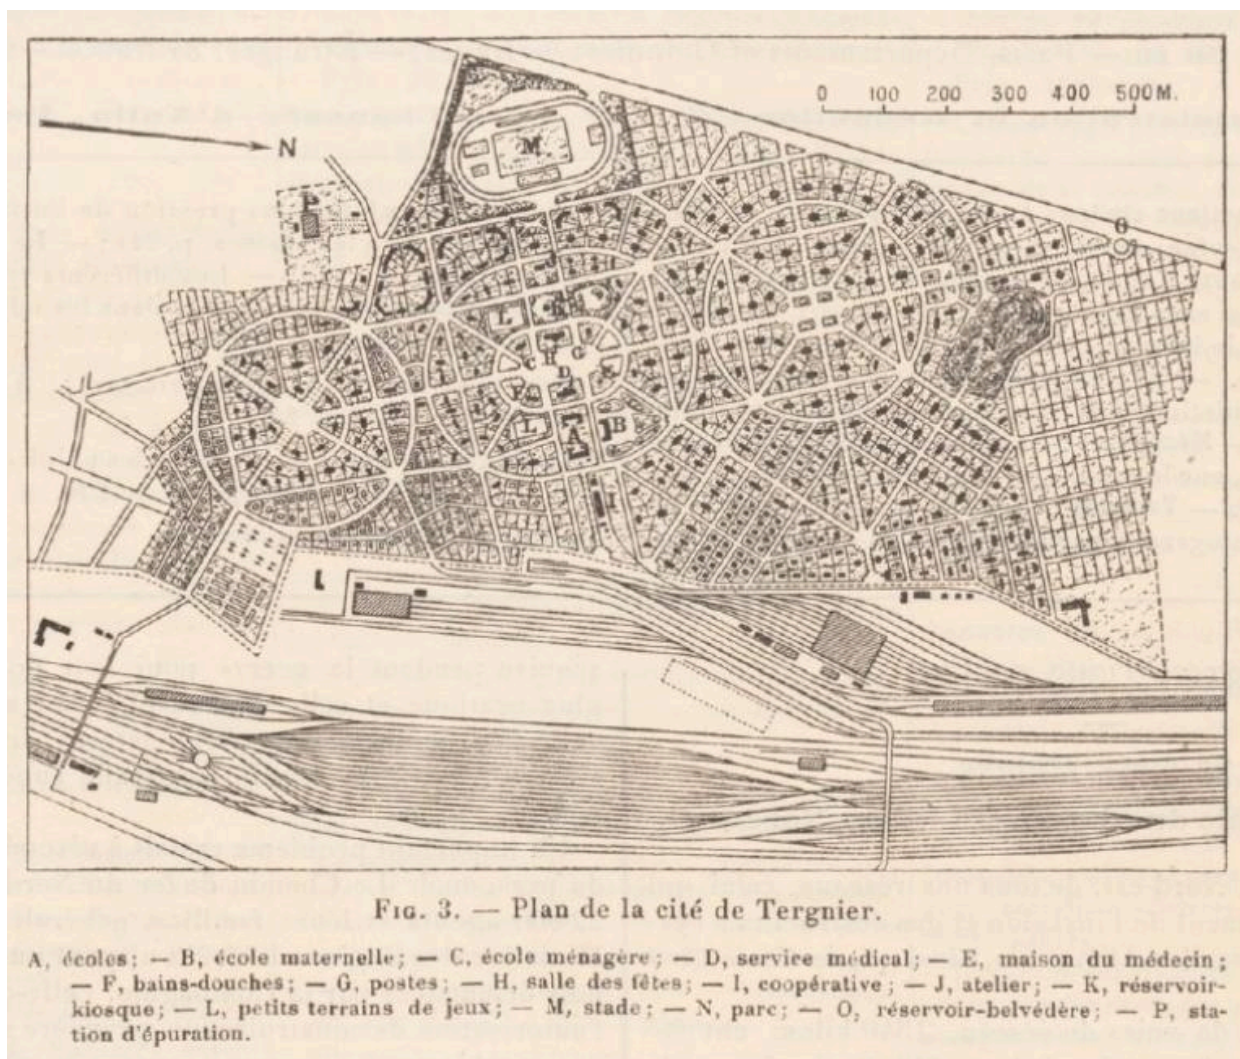 0 100 200 300 400 500 M.
N
M
P
O
L
K
N
H
G
C
D
E
F
L
A
B
I
FIG. 3. — Plan de la cité de Tergnier.
A, écoles; — B, école maternelle; — C, école ménagère; — D, service médical; — E, maison du médecin;
— F, bains-douches; — G, postes; — H, salle des fêtes; — I, coopérative; — J, atelier; — K, réservoir-
kiosque; — L, petits terrains de jeux; — M, stade; — N, parc; — O, réservoir-belvédère; — P, sta-
tion d'épuration.